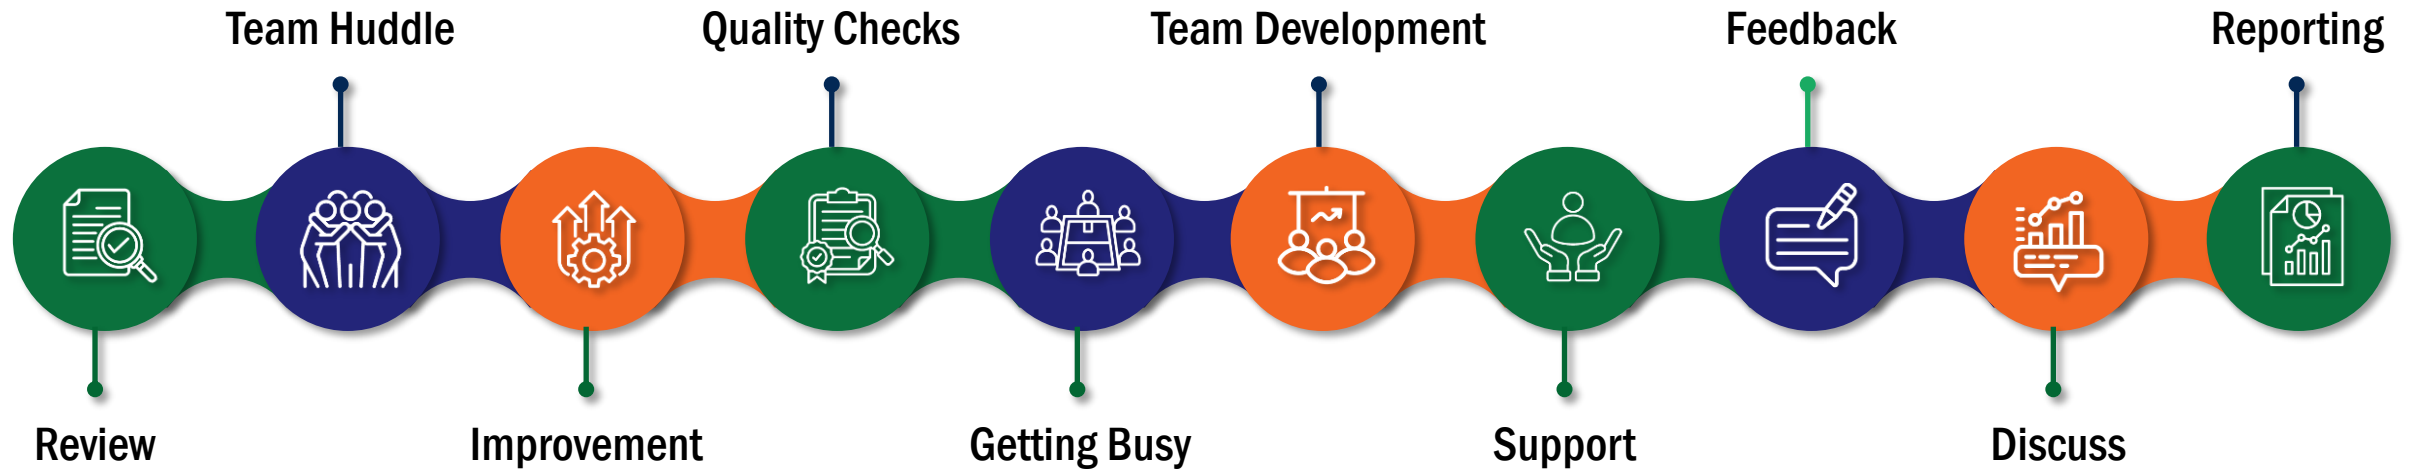 Team Huddle
Quality Checks
Team Development
Feedback
Reporting
Review
Improvement
Getting Busy
Support
Discuss